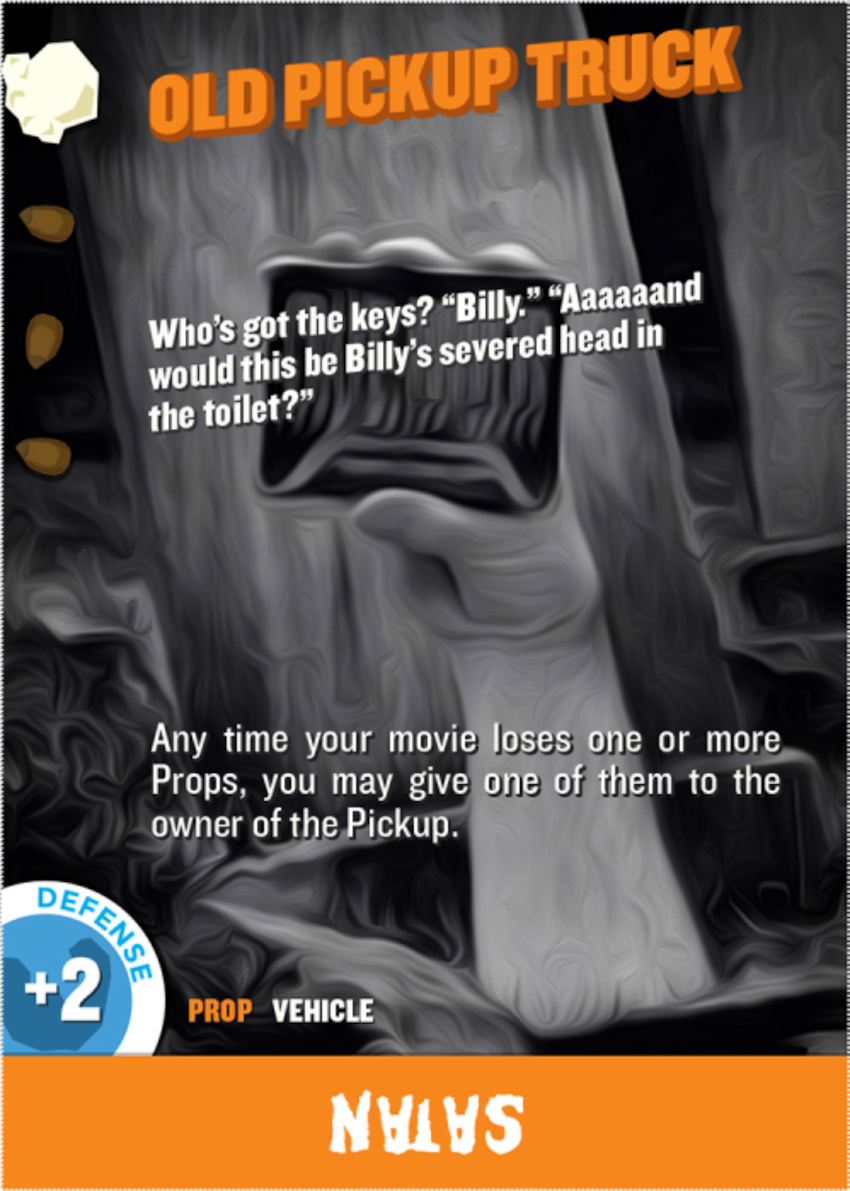 OLD PICKUP TRUCK
Who's got the keys? “Billy.” “Aaaaaand
would this be Billy's severed head in
the toilet?”
Any time your movie loses one or more
Props, you may give one of them to the
owner of the Pickup.
DEFENSE
+2
PROP VEHICLE
SATAN